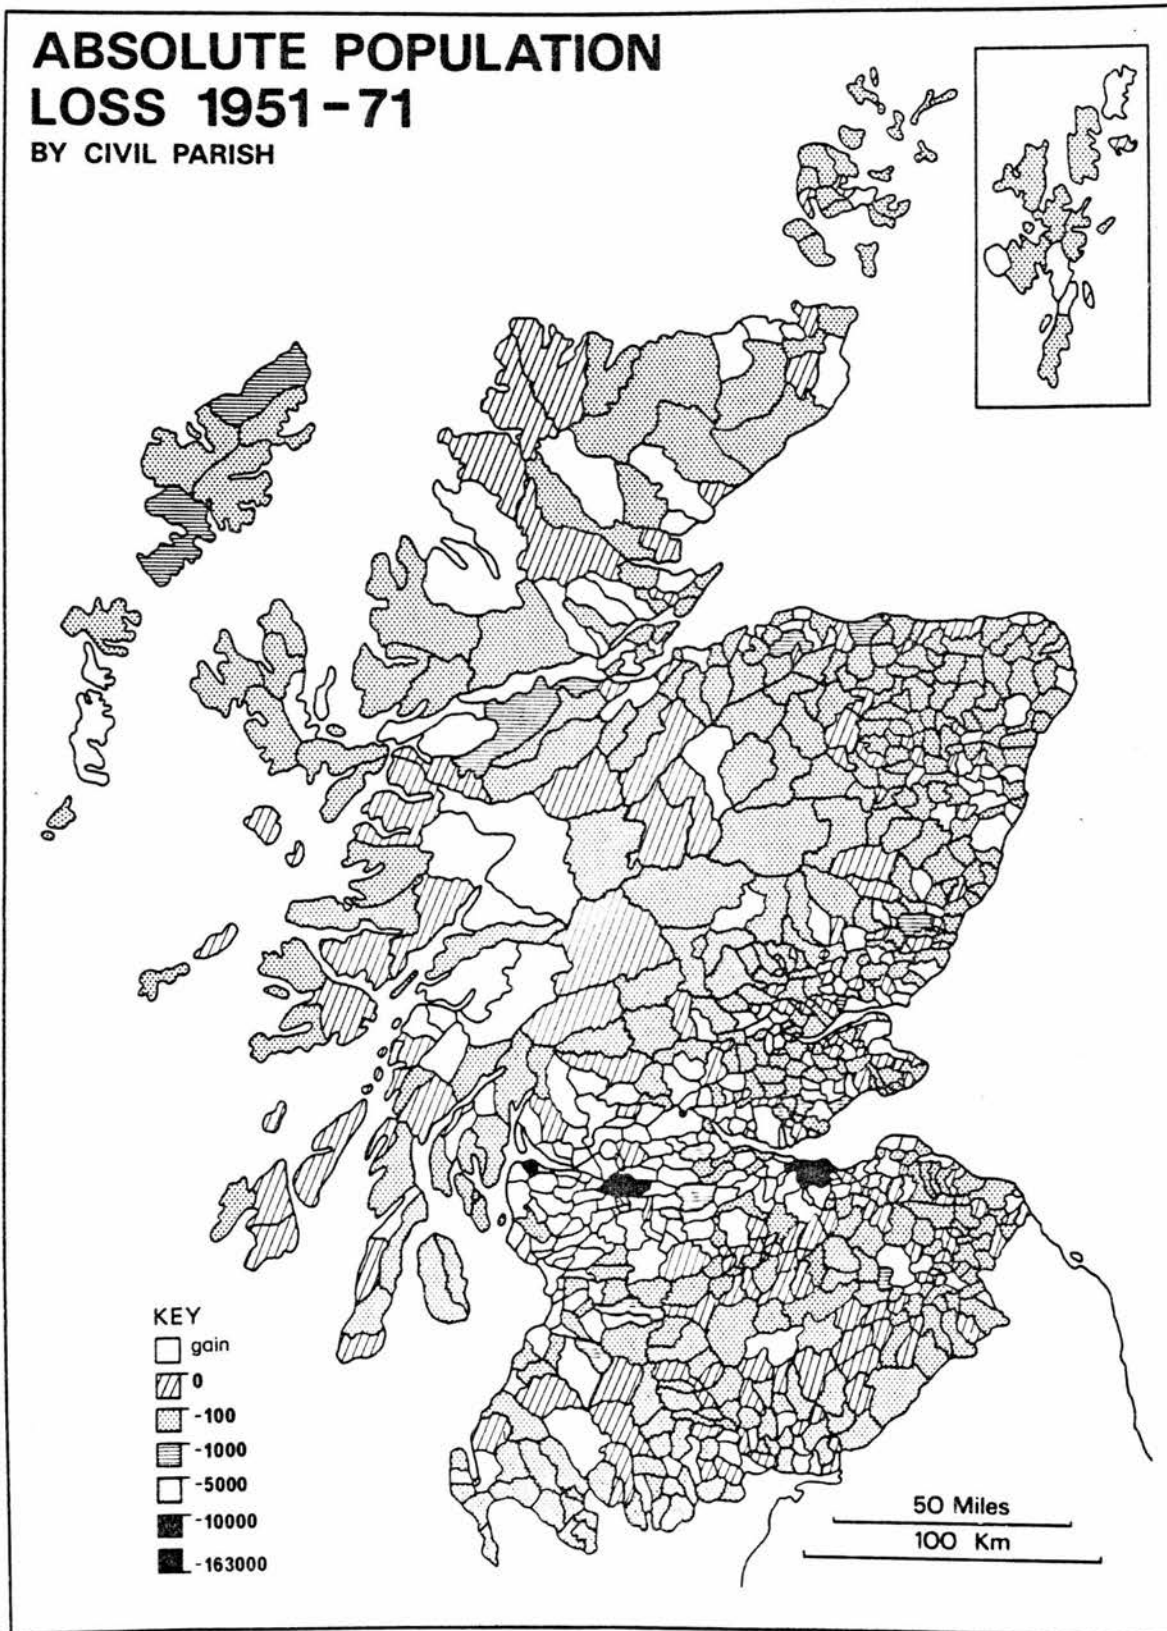 ABSOLUTE POPULATION
LOSS 1951-71
BY CIVIL PARISH
KEY
gain
0
-100
-1000
-5000
-10000
-163000
50 Miles
100 Km